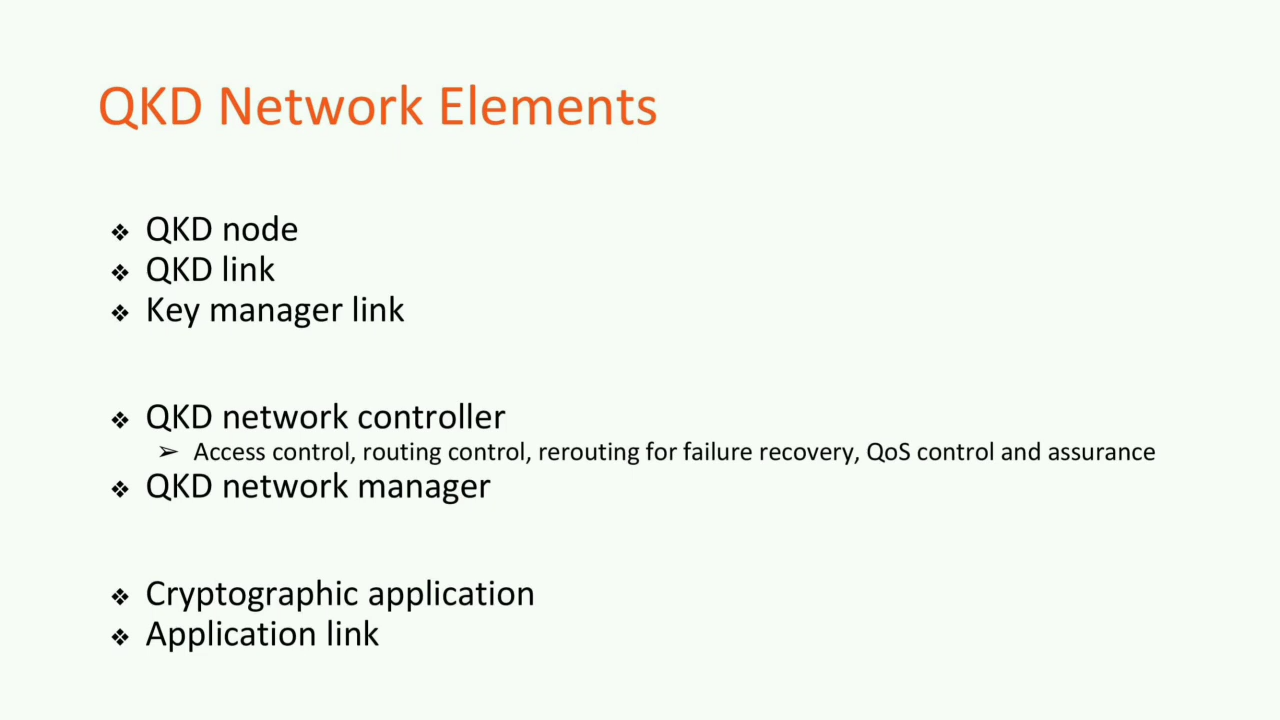 QKD Network Elements
❖ QKD node
❖ QKD link
❖ Key manager link
❖ QKD network controller
➢ Access control, routing control, rerouting for failure recovery, QoS control and assurance
❖ QKD network manager
❖ Cryptographic application
❖ Application link